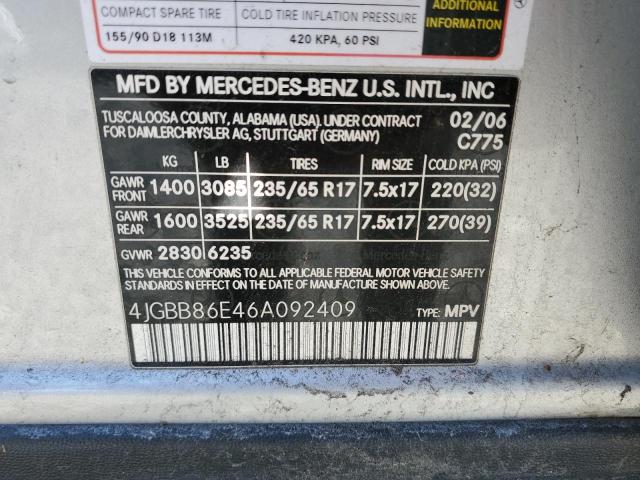 COMPACT SPARE TIRE COLD TIRE INFLATION PRESSURE
155/90 D18 113M 420 KPA, 60 PSI
ADDITIONAL
INFORMATION
MFD BY MERCEDES-BENZ U.S. INTL., INC
TUSCALOOSA COUNTY, ALABAMA (USA). UNDER CONTRACT 02/06
FOR DAIMLERCHRYSLER AG, STUTTGART (GERMANY) C775
KG LB TIRES RIM SIZE COLD KPA (PSI)
GAWR FRONT 1400 3085 235/65 R17 7.5x17 220(32)
GAWR REAR 1600 3525 235/65 R17 7.5x17 270(39)
GVWR 2830 6235
THIS VEHICLE CONFORMS TO ALL APPLICABLE FEDERAL MOTOR VEHICLE SAFETY
STANDARDS IN EFFECT ON THE DATE OF MANUFACTURE SHOWN ABOVE.
4JGBB86E46A092409 TYPE: MPV